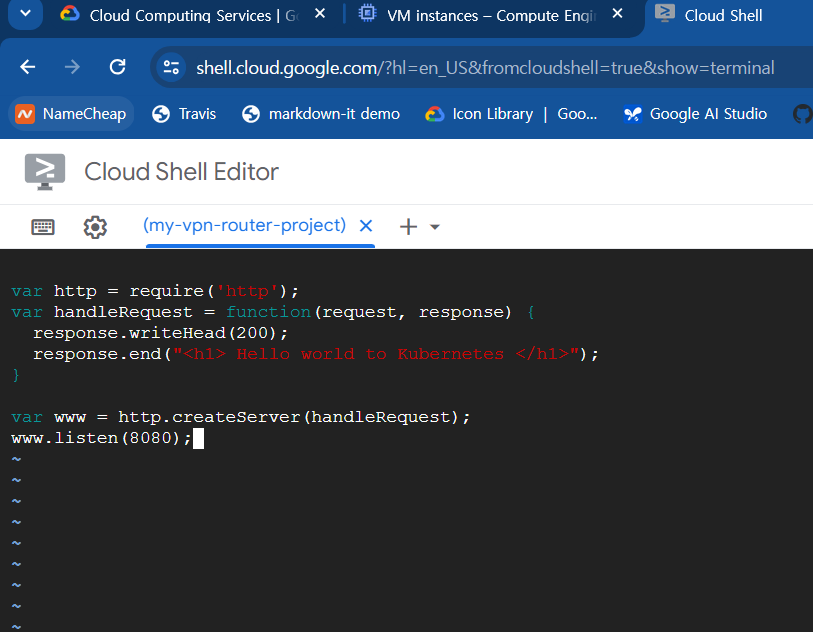 Cloud Computing Services | G
VM instances – Compute Engi
Cloud Shell
shell.cloud.google.com/?hl=en_US&fromcloudshell=true&show=terminal
NameCheap
Travis
markdown-it demo
Icon Library | Goo...
Google AI Studio
Cloud Shell Editor
(my-vpn-router-project)
var http = require('http');
var handleRequest = function(request, response) {
  response.writeHead(200);
  response.end("<h1> Hello world to Kubernetes </h1>");
}
var www = http.createServer(handleRequest);
www.listen(8080);
~
~
~
~
~
~
~
~
~